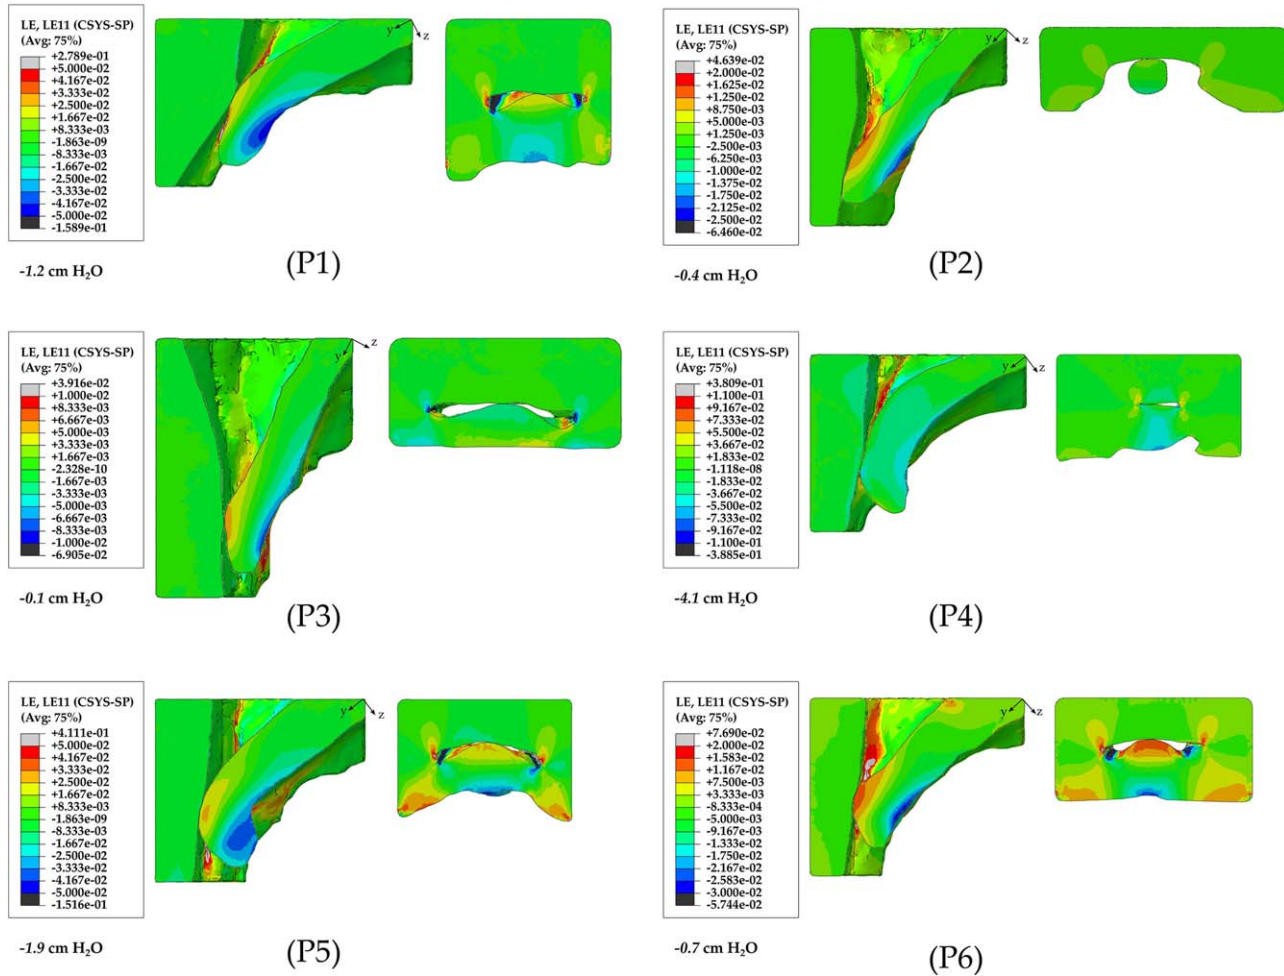 LE, LE11 (CSYS-SP)
(Avg: 75%)
+2.789e-01
+5.000e-02
+4.167e-02
+3.333e-02
+2.500e-02
+1.667e-02
+8.333e-03
-1.863e-09
-8.333e-03
-1.667e-02
-2.500e-02
-3.333e-02
-4.167e-02
-5.000e-02
-1.589e-01
-1.2 cm H₂O
y
z
(P1)
LE, LE11 (CSYS-SP)
(Avg: 75%)
+4.639e-02
+2.000e-02
+1.625e-02
+1.250e-02
+8.750e-03
+5.000e-03
+1.250e-03
-2.500e-03
-6.250e-03
-1.000e-02
-1.375e-02
-1.750e-02
-2.125e-02
-2.500e-02
-6.460e-02
-0.4 cm H₂O
y
z
(P2)
LE, LE11 (CSYS-SP)
(Avg: 75%)
+3.916e-02
+1.000e-02
+8.333e-03
+6.667e-03
+5.000e-03
+3.333e-03
+1.667e-03
-2.328e-10
-1.667e-03
-3.333e-03
-5.000e-03
-6.667e-03
-8.333e-03
-1.000e-02
-6.905e-02
-0.1 cm H₂O
y
z
(P3)
LE, LE11 (CSYS-SP)
(Avg: 75%)
+3.809e-01
+1.100e-01
+9.167e-02
+7.333e-02
+5.500e-02
+3.667e-02
+1.833e-02
-1.118e-08
-1.833e-02
-3.667e-02
-5.500e-02
-7.333e-02
-9.167e-02
-1.100e-01
-3.885e-01
-4.1 cm H₂O
y
z
(P4)
LE, LE11 (CSYS-SP)
(Avg: 75%)
+4.111e-01
+5.000e-02
+4.167e-02
+3.333e-02
+2.500e-02
+1.667e-02
+8.333e-03
-1.863e-09
-8.333e-03
-1.667e-02
-2.500e-02
-3.333e-02
-4.167e-02
-5.000e-02
-1.516e-01
-1.9 cm H₂O
y
z
(P5)
LE, LE11 (CSYS-SP)
(Avg: 75%)
+7.690e-02
+2.000e-02
+1.583e-02
+1.167e-02
+7.500e-03
+3.333e-03
-8.333e-04
-5.000e-03
-9.167e-03
-1.333e-02
-1.750e-02
-2.167e-02
-2.583e-02
-3.000e-02
-5.744e-02
-0.7 cm H₂O
y
z
(P6)